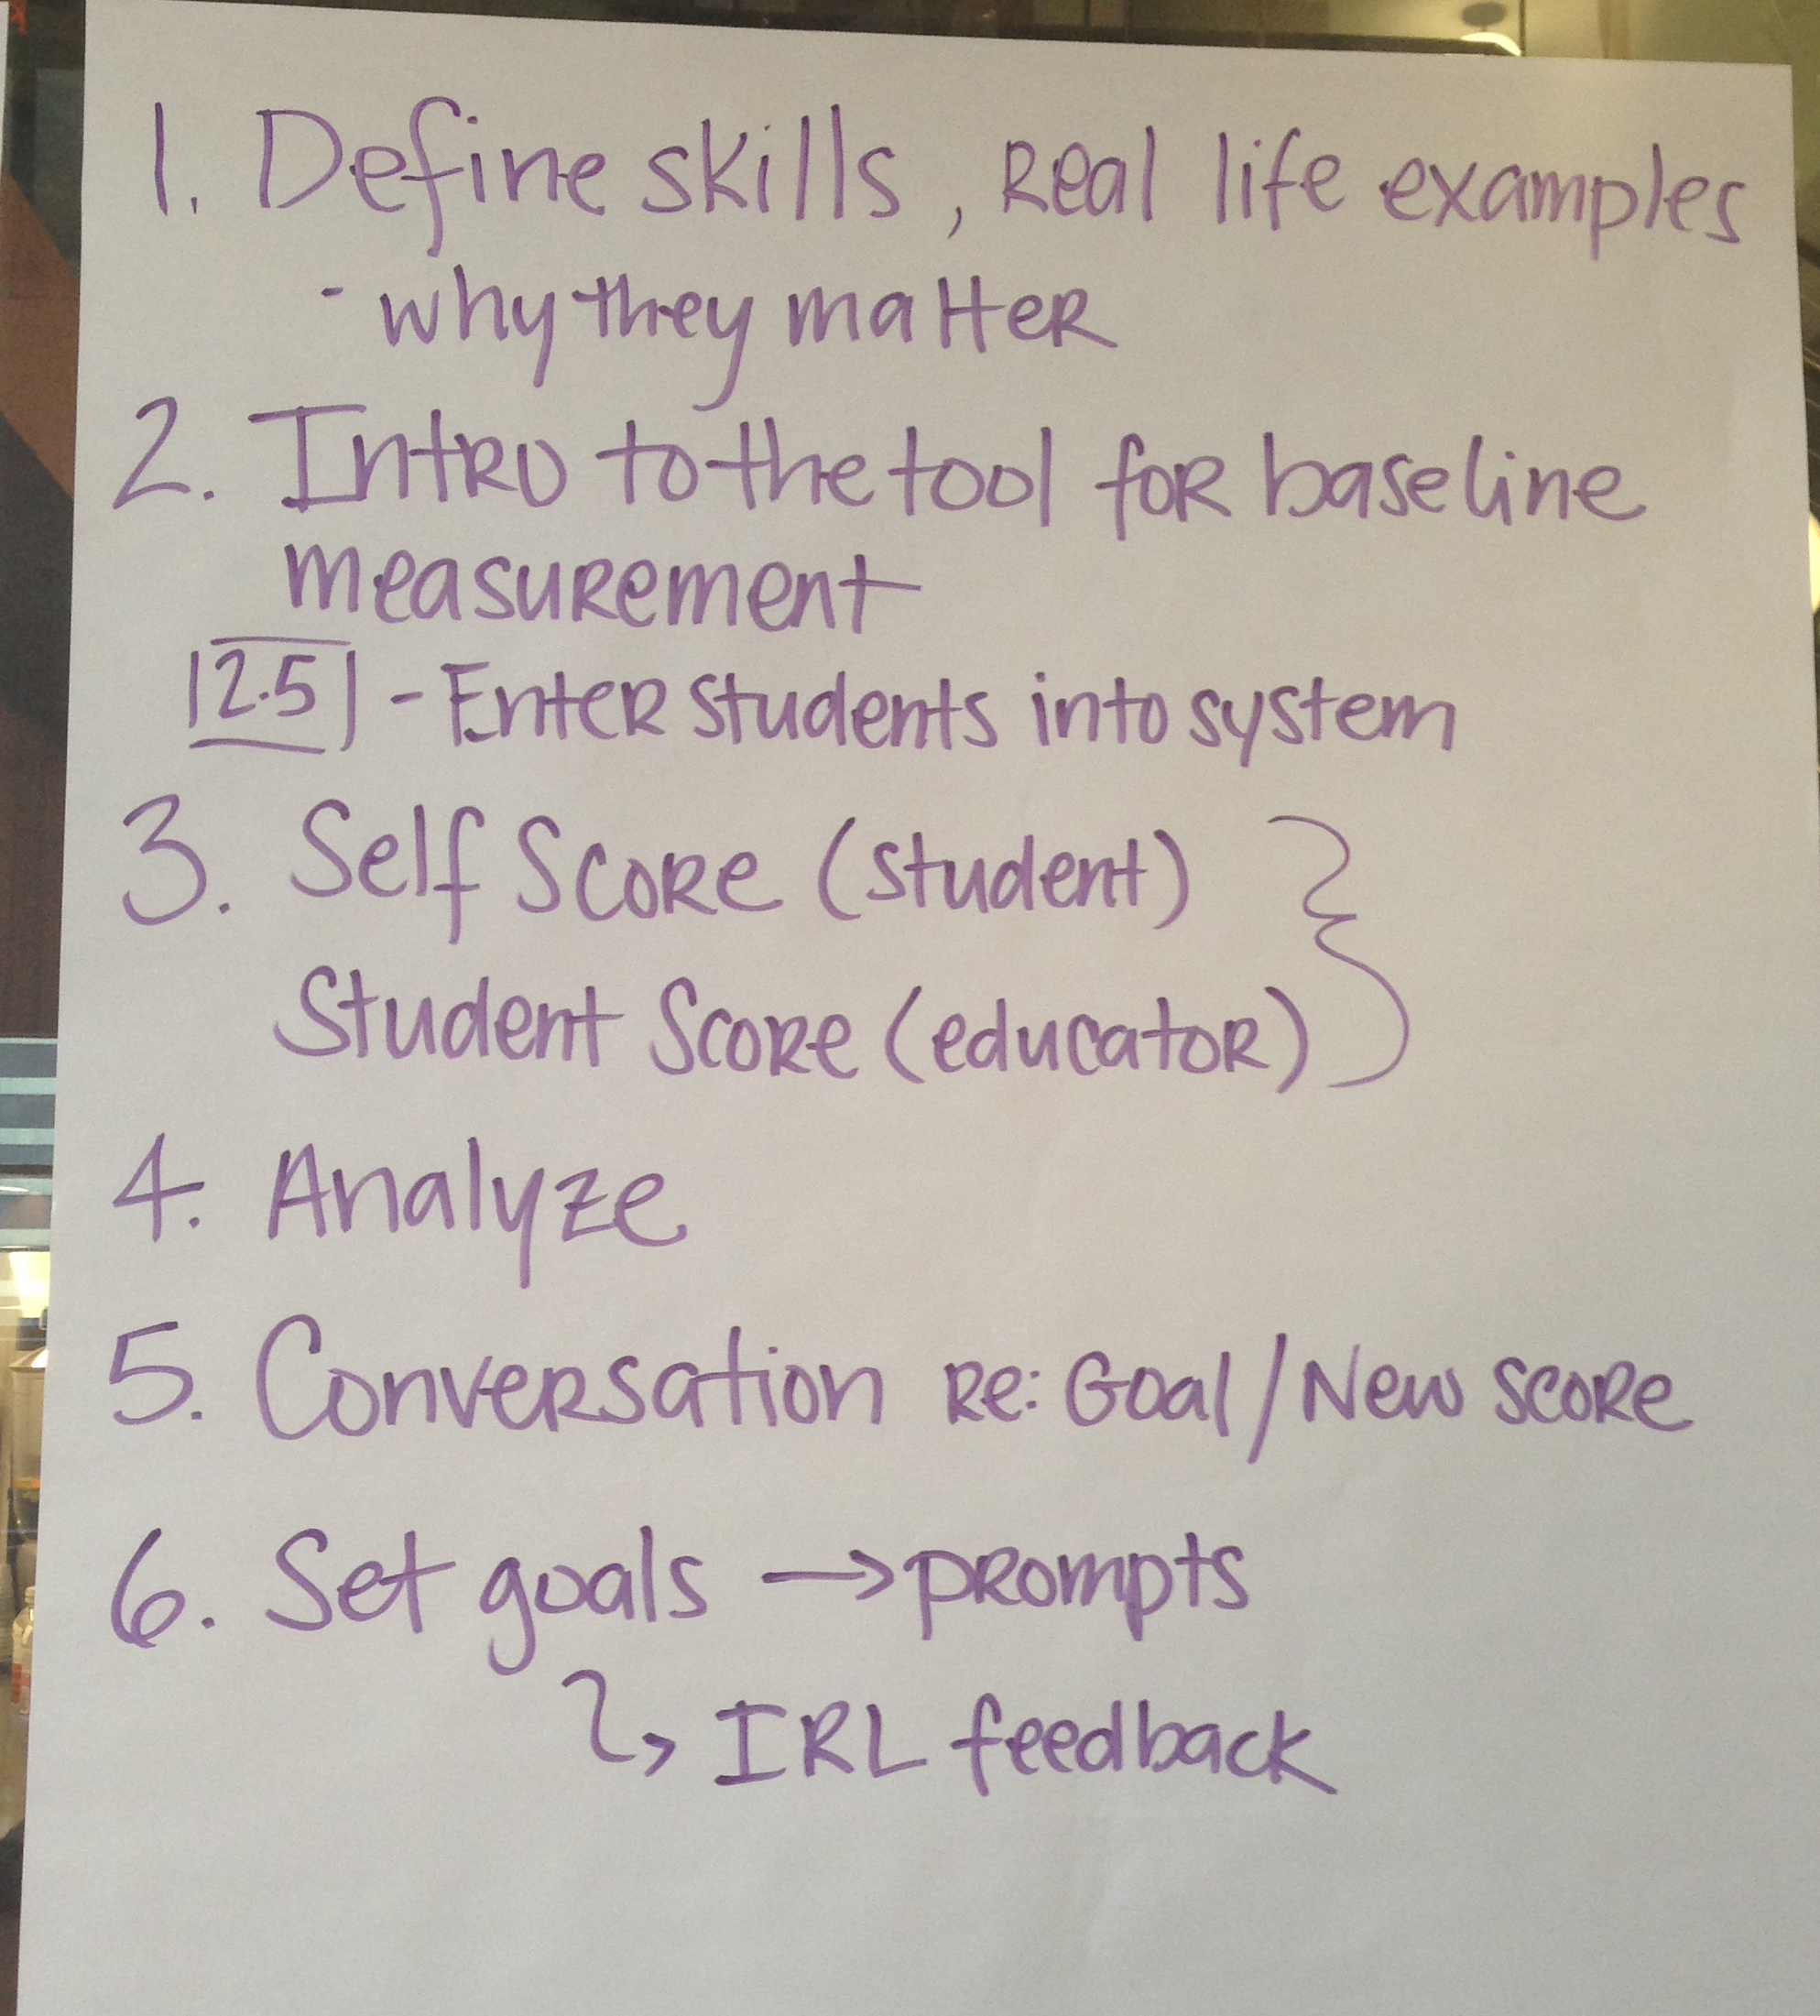 1. Define skills, Real life examples
- why they matter
2. Intro to the tool for baseline
measurement
2.5 - Enter students into system
3. Self Score (student)
Student Score (educator)
4. Analyze
5. Conversation Re: Goal/New score
6. Set goals → prompts
↳ IRL feedback